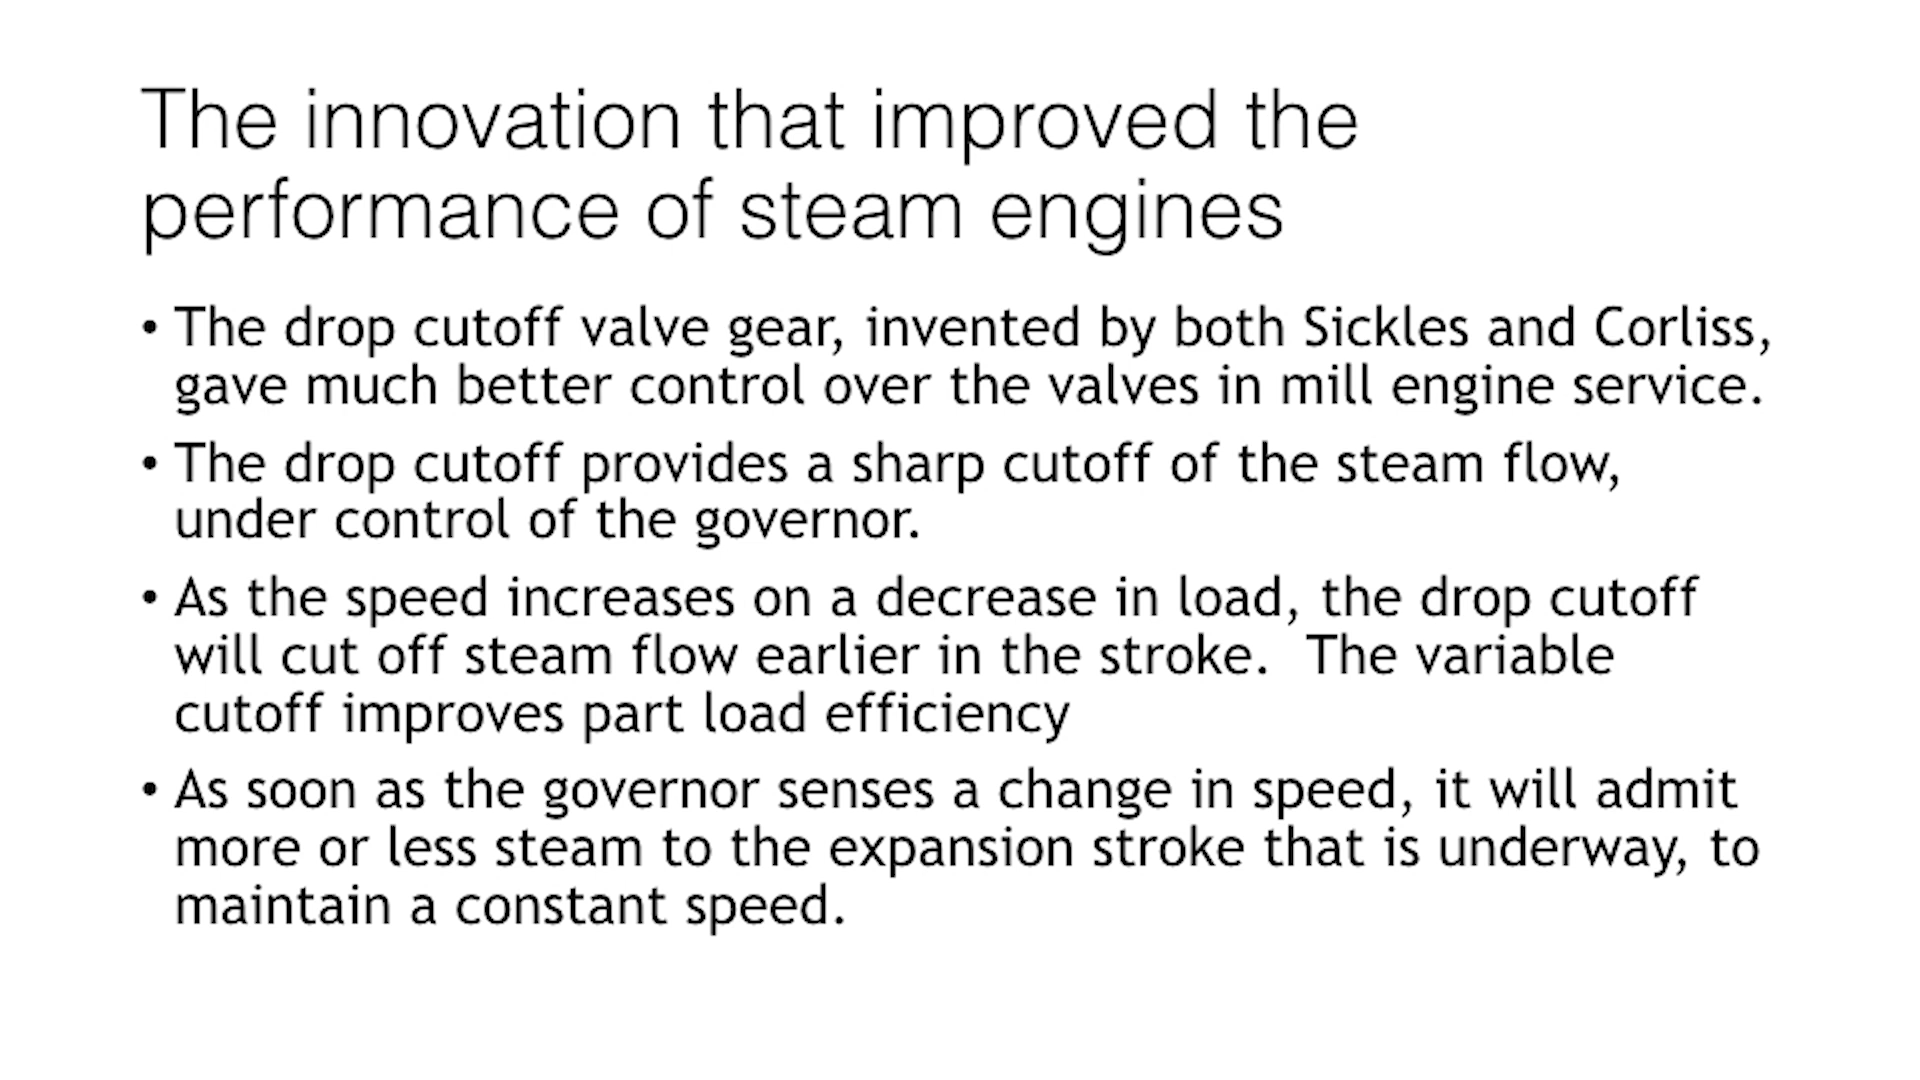 The innovation that improved the
performance of steam engines
• The drop cutoff valve gear, invented by both Sickles and Corliss,
gave much better control over the valves in mill engine service.
• The drop cutoff provides a sharp cutoff of the steam flow,
under control of the governor.
• As the speed increases on a decrease in load, the drop cutoff
will cut off steam flow earlier in the stroke.  The variable
cutoff improves part load efficiency
• As soon as the governor senses a change in speed, it will admit
more or less steam to the expansion stroke that is underway, to
maintain a constant speed.